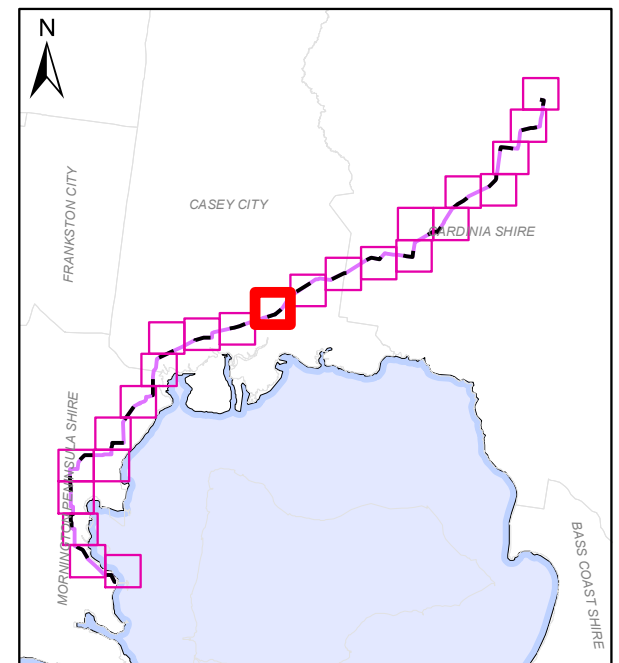 N
FRANKSTON CITY
CASEY CITY
CARDINIA SHIRE
MORNINGTON PENINSULA SHIRE
BASS COAST SHIRE